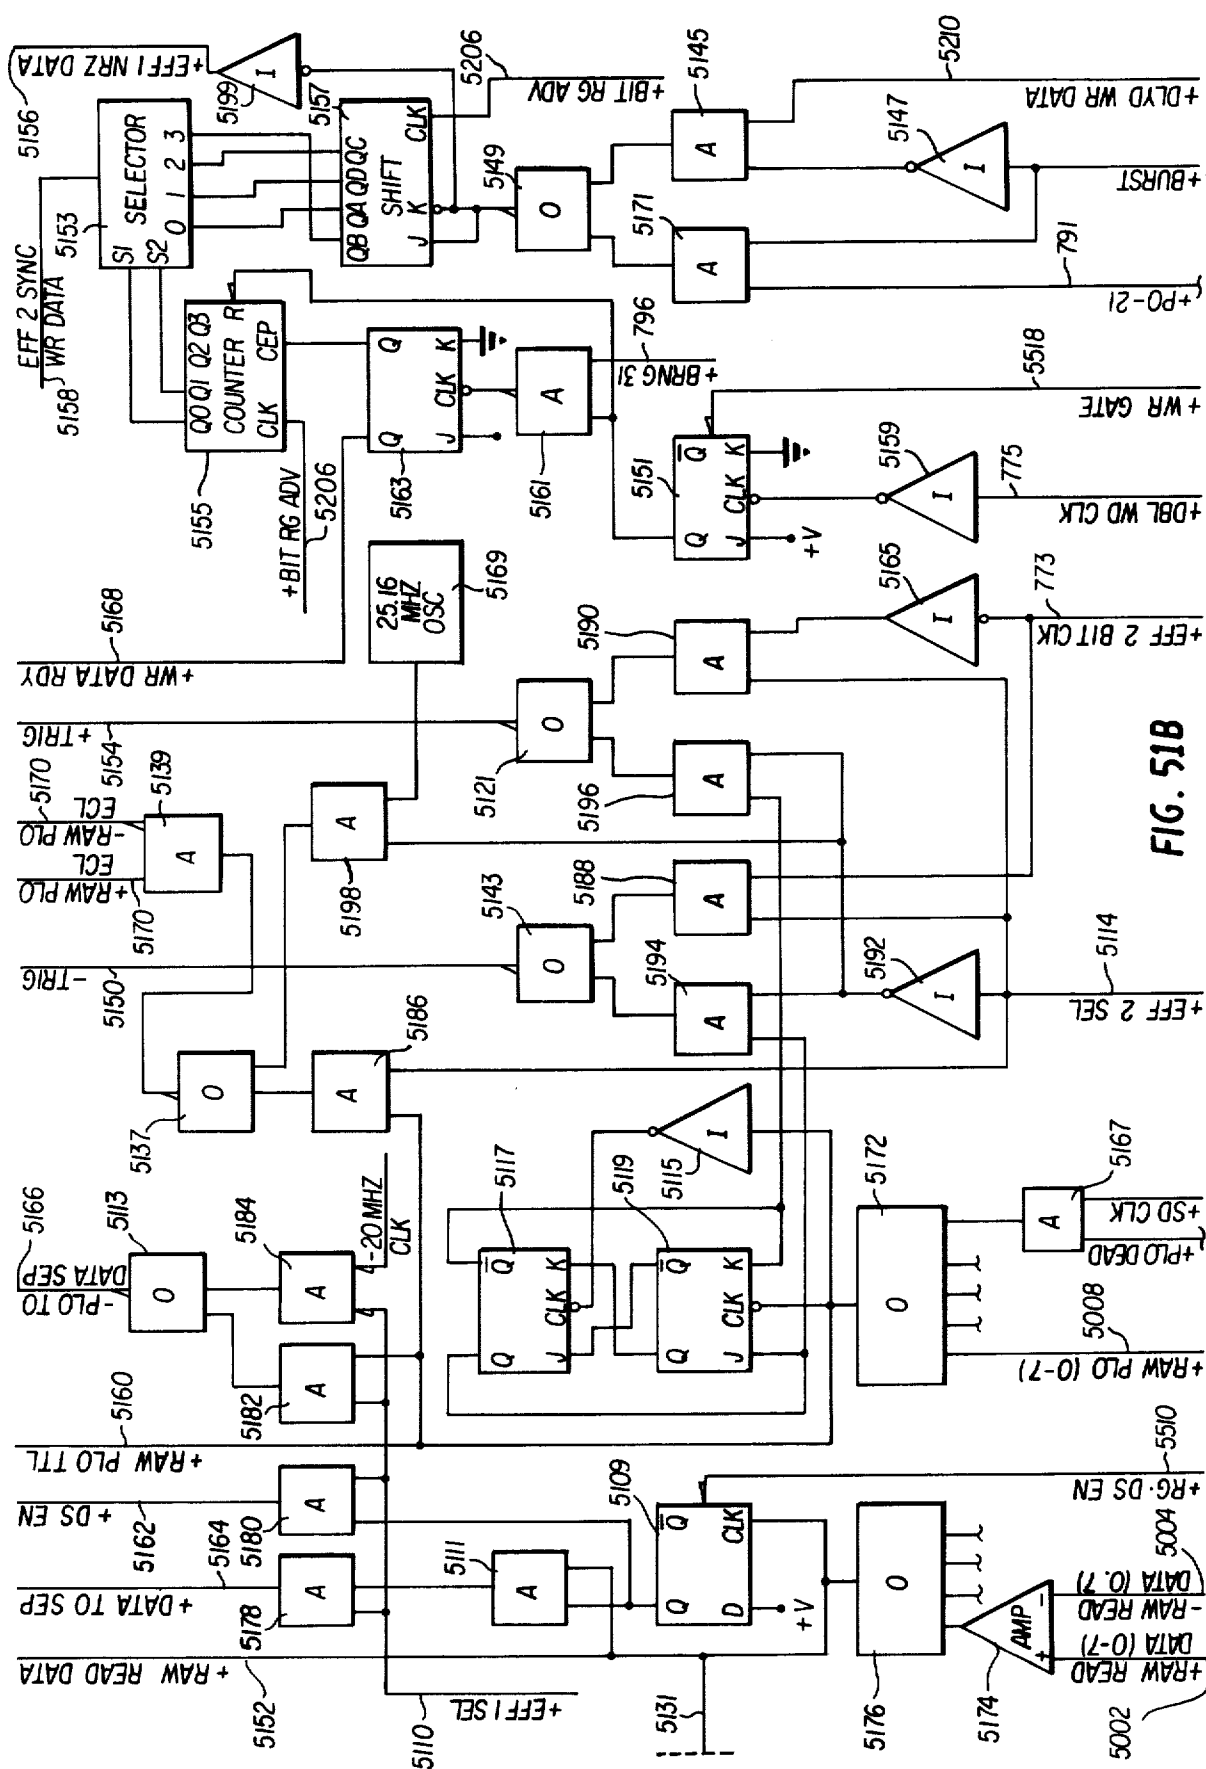 5156
EFF 2 SYNC
WR DATA
5158
5153
SELECTOR
S1
S2
0 1 2 3
+EFF 1 NRZ DATA
I
5199
5155
Q0 Q1 Q2 Q3
COUNTER R
CLK CEP
+BIT RG ADV
5206
QB QA QD QC
SHIFT
J K CLK
5157
5206
+BIT RG ADV
5163
Q Q
CLK
J K
5149
O
5161
A
796
+BRNG 31
5171
A
A
5145
5147
I
5210
+DLYD WR DATA
+BURST
791
+PO-21
5151
Q Q
CLK
J K
+V
5518
+WR GATE
5159
I
775
+DBL WD CLK
+WR DATA RDY
5168
25.16
MHZ
OSC
5169
+TRIG
5154
-RAW PLO
ECL
5170
+RAW PLO
ECL
5170
5139
A
A
5198
5121
O
5190
A
5196
A
5165
I
773
+EFF 2 BIT CLK
-TRIG
5150
5143
O
5188
A
5194
A
5192
I
5114
+EFF 2 SEL
5137
O
5186
A
-PLO TO
DATA SEP
5166
5113
O
5184
A
-20 MHZ
CLK
5182
A
5117
Q Q
CLK
J K
5119
Q Q
CLK
J K
5115
I
5172
O
5167
A
+SD CLK
+PLO DEAD
5008
+RAW PLO (0-7)
+RAW PLO TTL
5160
+ DS EN
5162
5180
A
+ DATA TO SEP
5164
5178
A
5111
A
5109
Q Q
D CLK
+V
5510
+RG·DS EN
+ RAW READ DATA
5152
5110
+EFF 1 SEL
5131
5176
O
5174
AMP
+ -
5004
-RAW READ
DATA (0.7)
+RAW READ
DATA (0-7)
5002
FIG. 51B